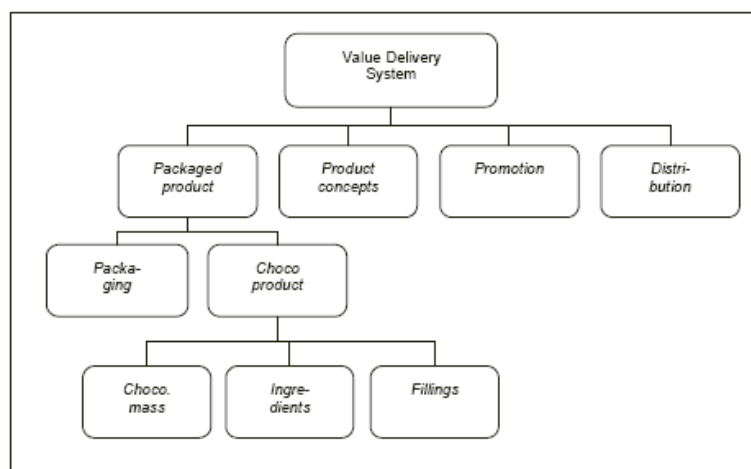 Value Delivery
System
Packaged
product
Product
concepts
Promotion
Distri-
bution
Packa-
ging
Choco
product
Choco.
mass
Ingre-
dients
Fillings